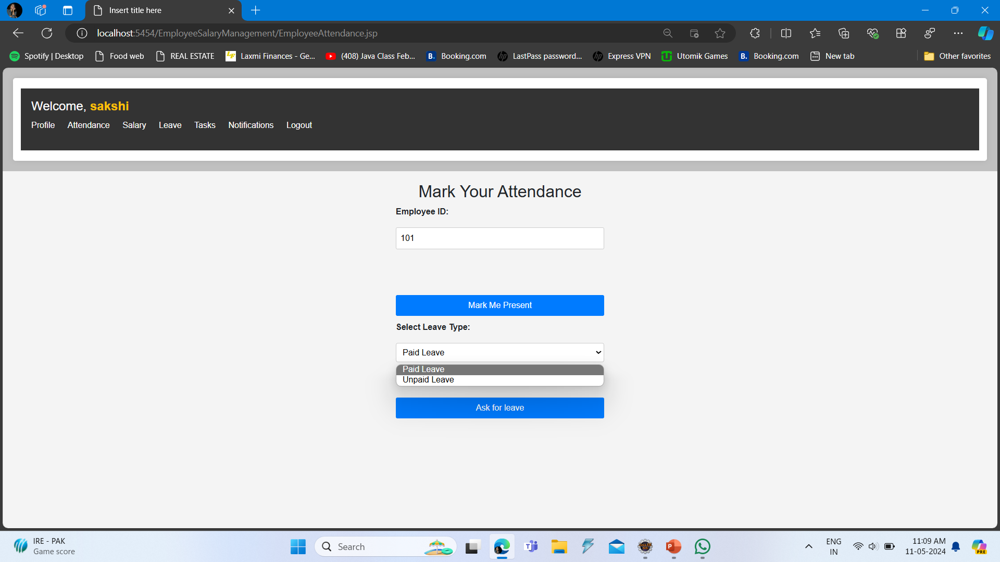 Insert title here
localhost:5454/EmployeeSalaryManagement/EmployeeAttendance.jsp
Spotify | Desktop Food web REAL ESTATE LF Laxmi Finances - Ge... (408) Java Class Feb... B. Booking.com hp LastPass password... hp Express VPN Utomik Games B. Booking.com New tab Other favorites
Welcome, sakshi
Profile Attendance Salary Leave Tasks Notifications Logout
Mark Your Attendance
Employee ID:
101
Mark Me Present
Select Leave Type:
Paid Leave
Paid Leave
Unpaid Leave
Ask for leave
IRE - PAK
Game score
Search
ENG
IN
11:09 AM
11-05-2024
PRE